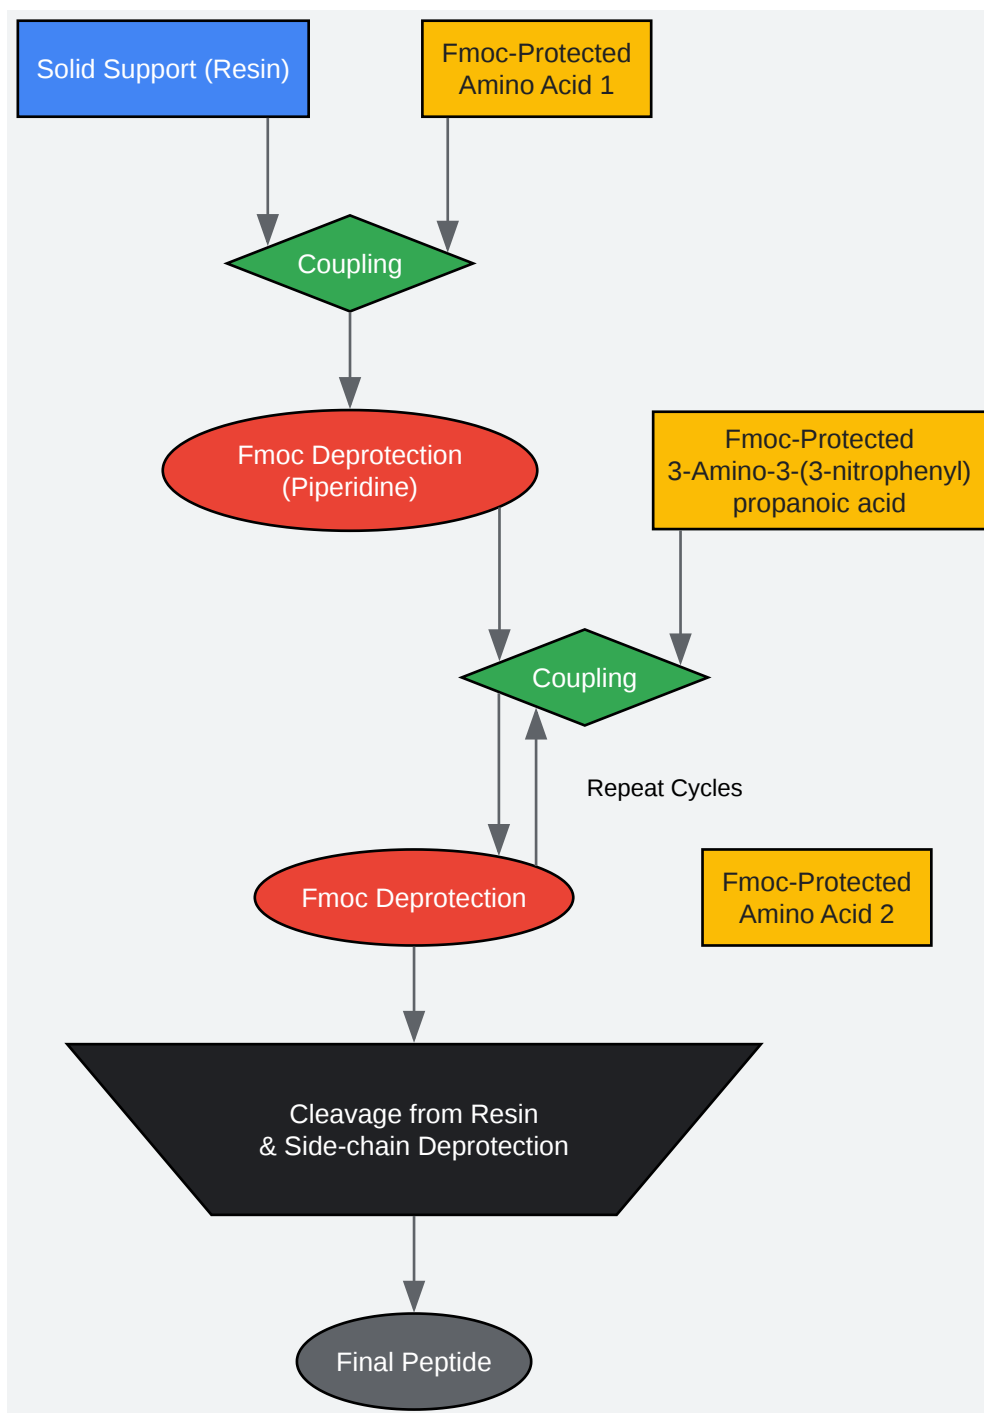 Solid Support (Resin)
Fmoc-Protected
Amino Acid 1
Coupling
Fmoc Deprotection
(Piperidine)
Fmoc-Protected
3-Amino-3-(3-nitrophenyl)
propanoic acid
Coupling
Repeat Cycles
Fmoc Deprotection
Fmoc-Protected
Amino Acid 2
Cleavage from Resin
& Side-chain Deprotection
Final Peptide